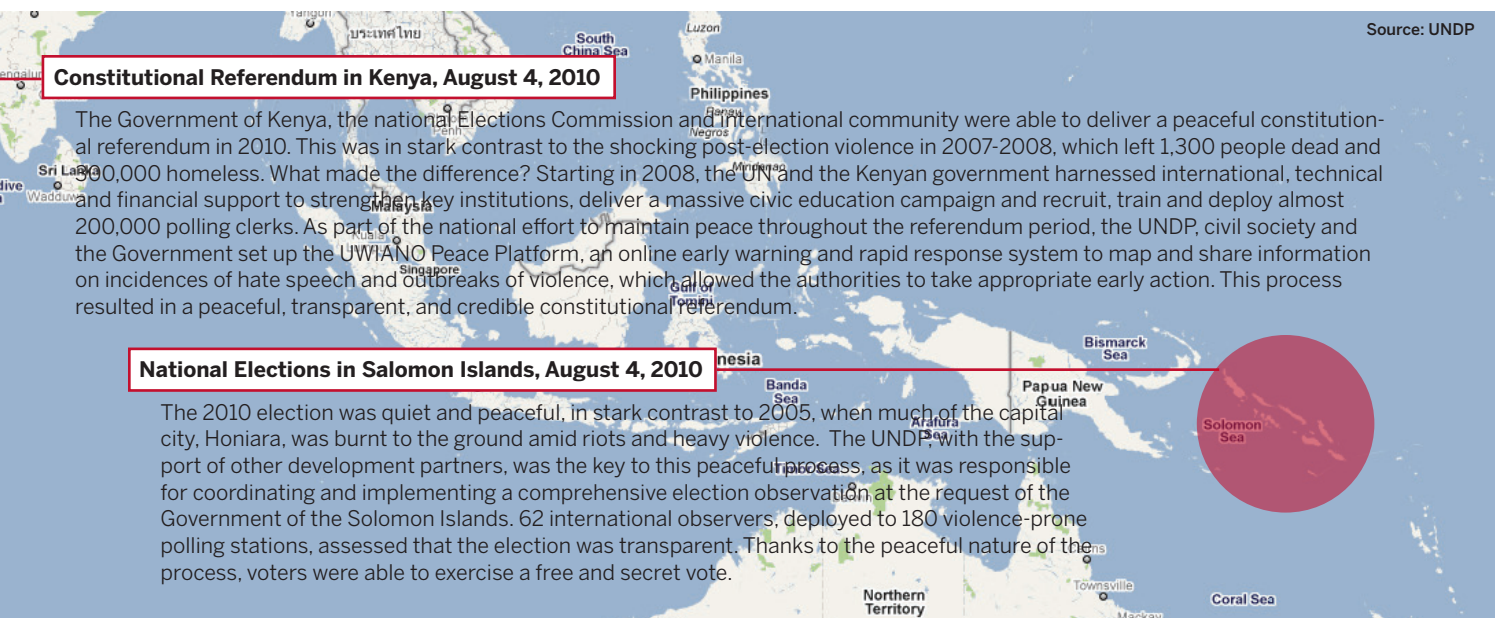 Yangon
ประเทศไทย
South
China Sea
Luzon
Manila
Source: UNDP
Constitutional Referendum in Kenya, August 4, 2010
Philippines
Negros
The Government of Kenya, the national Elections Commission and international community were able to deliver a peaceful constitution-
al referendum in 2010. This was in stark contrast to the shocking post-election violence in 2007-2008, which left 1,300 people dead and
300,000 homeless. What made the difference? Starting in 2008, the UN and the Kenyan government harnessed international, technical
and financial support to strengthen key institutions, deliver a massive civic education campaign and recruit, train and deploy almost
200,000 polling clerks. As part of the national effort to maintain peace throughout the referendum period, the UNDP, civil society and
the Government set up the UWIANO Peace Platform, an online early warning and rapid response system to map and share information
on incidences of hate speech and outbreaks of violence, which allowed the authorities to take appropriate early action. This process
resulted in a peaceful, transparent, and credible constitutional referendum.
Malaysia
Singapore
National Elections in Salomon Islands, August 4, 2010
nesia
Banda
Sea
Bismarck
Sea
Papua New
Guinea
Solomon
Sea
The 2010 election was quiet and peaceful, in stark contrast to 2005, when much of the capital
city, Honiara, was burnt to the ground amid riots and heavy violence. The UNDP, with the sup-
port of other development partners, was the key to this peaceful process, as it was responsible
for coordinating and implementing a comprehensive election observation at the request of the
Government of the Solomon Islands. 62 international observers, deployed to 180 violence-prone
polling stations, assessed that the election was transparent. Thanks to the peaceful nature of the
process, voters were able to exercise a free and secret vote.
Arafura
Sea
Townsville
Northern
Territory
Coral Sea
Mackay